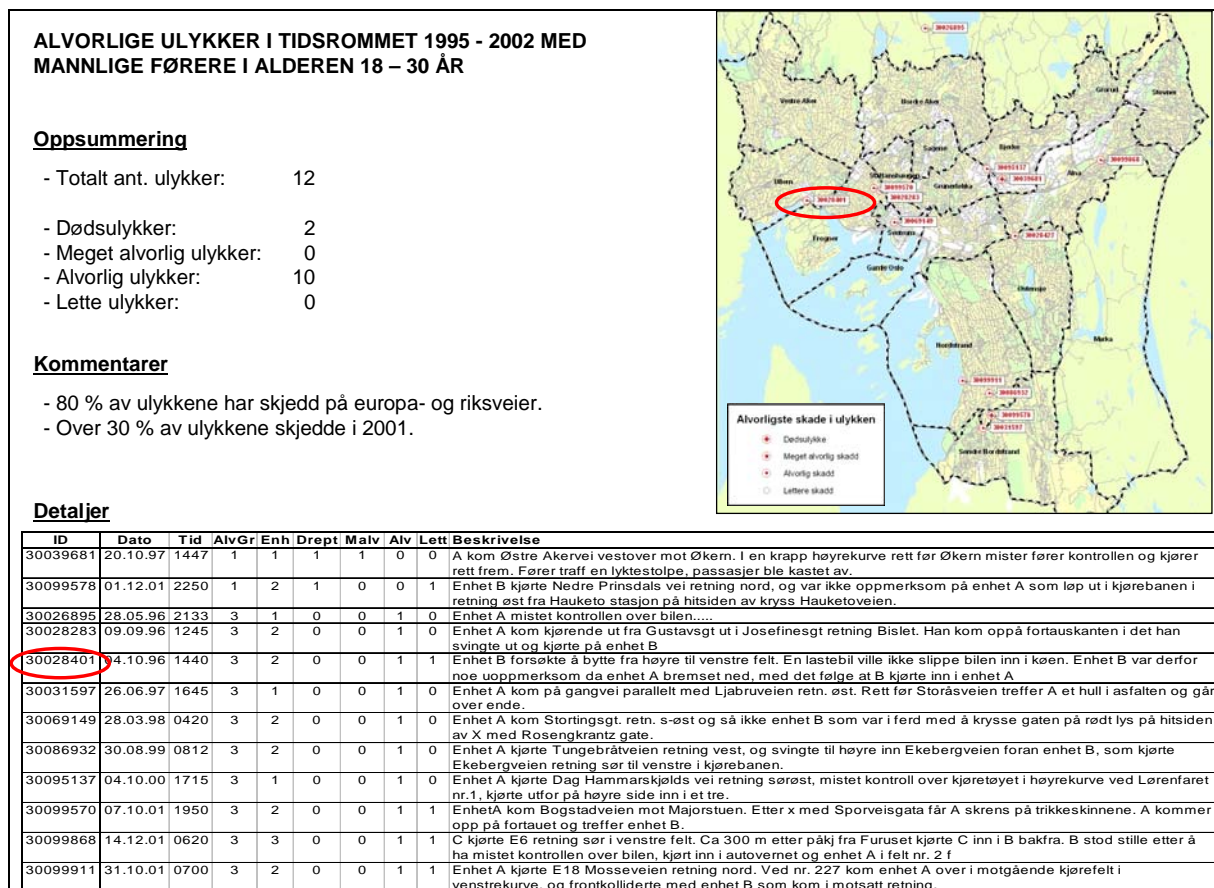 ALVORLIGE ULYKKER I TIDSROMMET 1995 - 2002 MED
MANNLIGE FØRERE I ALDEREN 18 – 30 ÅR
Oppsummering
- Totalt ant. ulykker: 12
- Dødsulykker: 2
- Meget alvorlig ulykker: 0
- Alvorlig ulykker: 10
- Lette ulykker: 0
Kommentarer
- 80 % av ulykkene har skjedd på europa- og riksveier.
- Over 30 % av ulykkene skjedde i 2001.
30026895
Vestre Aker
Nordre Aker
Grorud
Stovner
Sagene
Bjerke
30095137
30099868
Alna
30039681
Ullern
St.Hanshaugen
30099570
Grünerløkka
30028401
30028283
30069149
Sentrum
Frogner
30028427
Gamle Oslo
Østensjø
Nordstrand
Marka
30099911
30086932
30099578
30031597
Søndre Nordstrand
Alvorligste skade i ulykken
Dødsulykke
Meget alvorlig skadd
Alvorlig skadd
Lettere skadd
Detaljer
ID Dato Tid AlvGr Enh Drept Malv Alv Lett Beskrivelse
30039681 20.10.97 1447 1 1 1 1 0 0 A kom Østre Akervei vestover mot Økern. I en krapp høyrekurve rett før Økern mister fører kontrollen og kjører
rett frem. Fører traff en lyktestolpe, passasjer ble kastet av.
30099578 01.12.01 2250 1 2 1 0 0 1 Enhet B kjørte Nedre Prinsdals vei retning nord, og var ikke oppmerksom på enhet A som løp ut i kjørebanen i
retning øst fra Hauketo stasjon på hitsiden av kryss Hauketoveien.
30026895 28.05.96 2133 3 1 0 0 1 0 Enhet A mistet kontrollen over bilen.....
30028283 09.09.96 1245 3 2 0 0 1 0 Enhet A kom kjørende ut fra Gustavsgt ut i Josefinesgt retning Bislet. Han kom oppå fortauskanten i det han
svingte ut og kjørte på enhet B
30028401 04.10.96 1440 3 2 0 0 1 1 Enhet B forsøkte å bytte fra høyre til venstre felt. En lastebil ville ikke slippe bilen inn i køen. Enhet B var derfor
noe uoppmerksom da enhet A bremset ned, med det følge at B kjørte inn i enhet A
30031597 26.06.97 1645 3 1 0 0 1 0 Enhet A kom på gangvei parallelt med Ljabruveien retn. øst. Rett før Storåsveien treffer A et hull i asfalten og går
over ende.
30069149 28.03.98 0420 3 2 0 0 1 0 Enhet A kom Stortingsgt. retn. s-øst og så ikke enhet B som var i ferd med å krysse gaten på rødt lys på hitsiden
av X med Rosengkrantz gate.
30086932 30.08.99 0812 3 2 0 0 1 0 Enhet A kjørte Tungebråtveien retning vest, og svingte til høyre inn Ekebergveien foran enhet B, som kjørte
Ekebergveien retning sør til venstre i kjørebanen.
30095137 04.10.00 1715 3 1 0 0 1 0 Enhet A kjørte Dag Hammarskjølds vei retning sørøst, mistet kontroll over kjøretøyet i høyrekurve ved Lørenfaret
nr.1, kjørte utfor på høyre side inn i et tre.
30099570 07.10.01 1950 3 2 0 0 1 1 EnhetA kom Bogstadveien mot Majorstuen. Etter x med Sporveisgata får A skrens på trikkeskinnene. A kommer
opp på fortauet og treffer enhet B.
30099868 14.12.01 0620 3 3 0 0 1 1 C kjørte E6 retning sør i venstre felt. Ca 300 m etter påkj fra Furuset kjørte C inn i B bakfra. B stod stille etter å
ha mistet kontrollen over bilen, kjørt inn i autovernet og enhet A i felt nr. 2 f
30099911 31.10.01 0700 3 2 0 0 1 1 Enhet A kjørte E18 Mosseveien retning nord. Ved nr. 227 kom enhet A over i motgående kjørefelt i
venstrekurve, og frontkolliderte med enhet B som kom i motsatt retning.